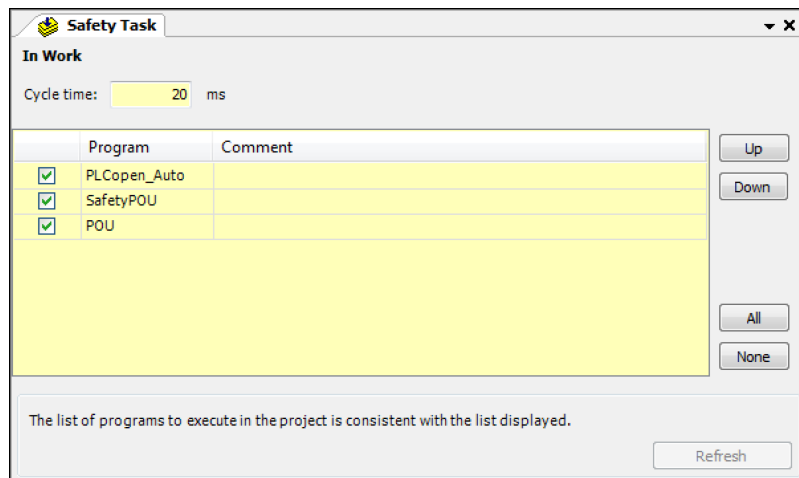 Safety Task
In Work
Cycle time: 20 ms
Program Comment
Up
PLCopen_Auto
Down
SafetyPOU
POU
All
None
The list of programs to execute in the project is consistent with the list displayed.
Refresh